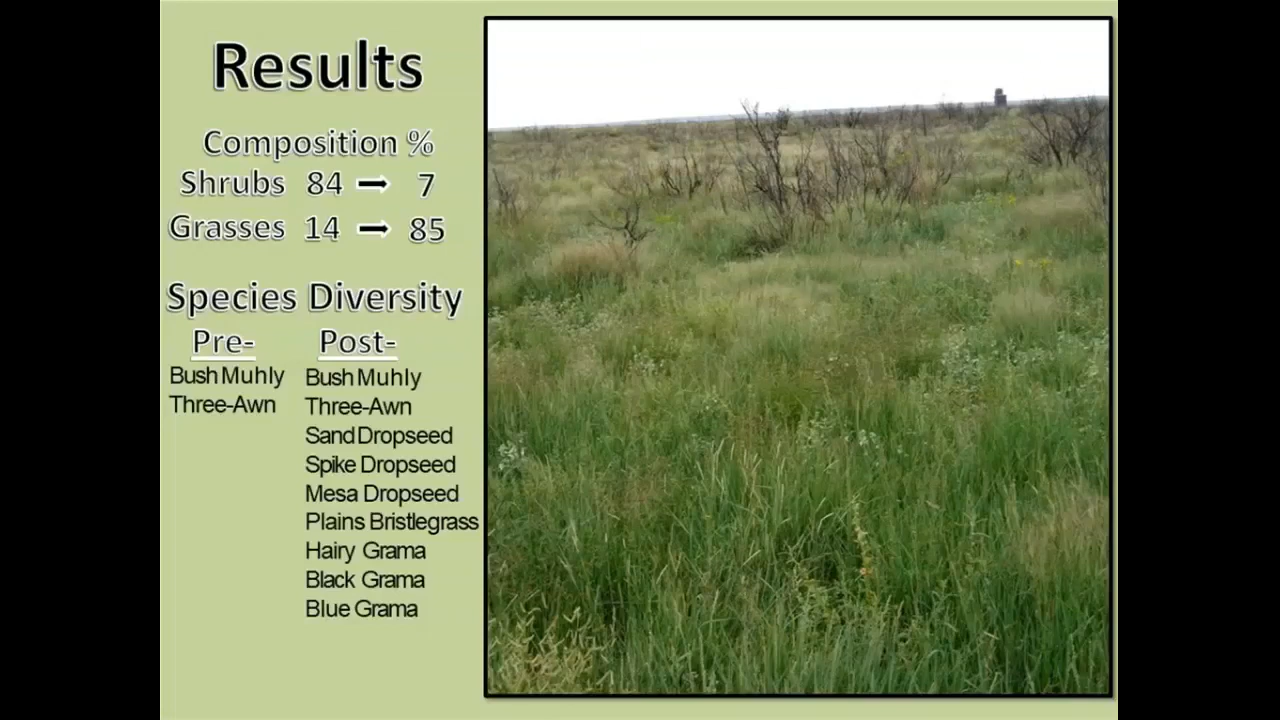 Results
Composition %
Shrubs 84 → 7
Grasses 14 → 85
Species Diversity
Pre- Post-
Bush Muhly Bush Muhly
Three-Awn Three-Awn
Sand Dropseed
Spike Dropseed
Mesa Dropseed
Plains Bristlegrass
Hairy Grama
Black Grama
Blue Grama